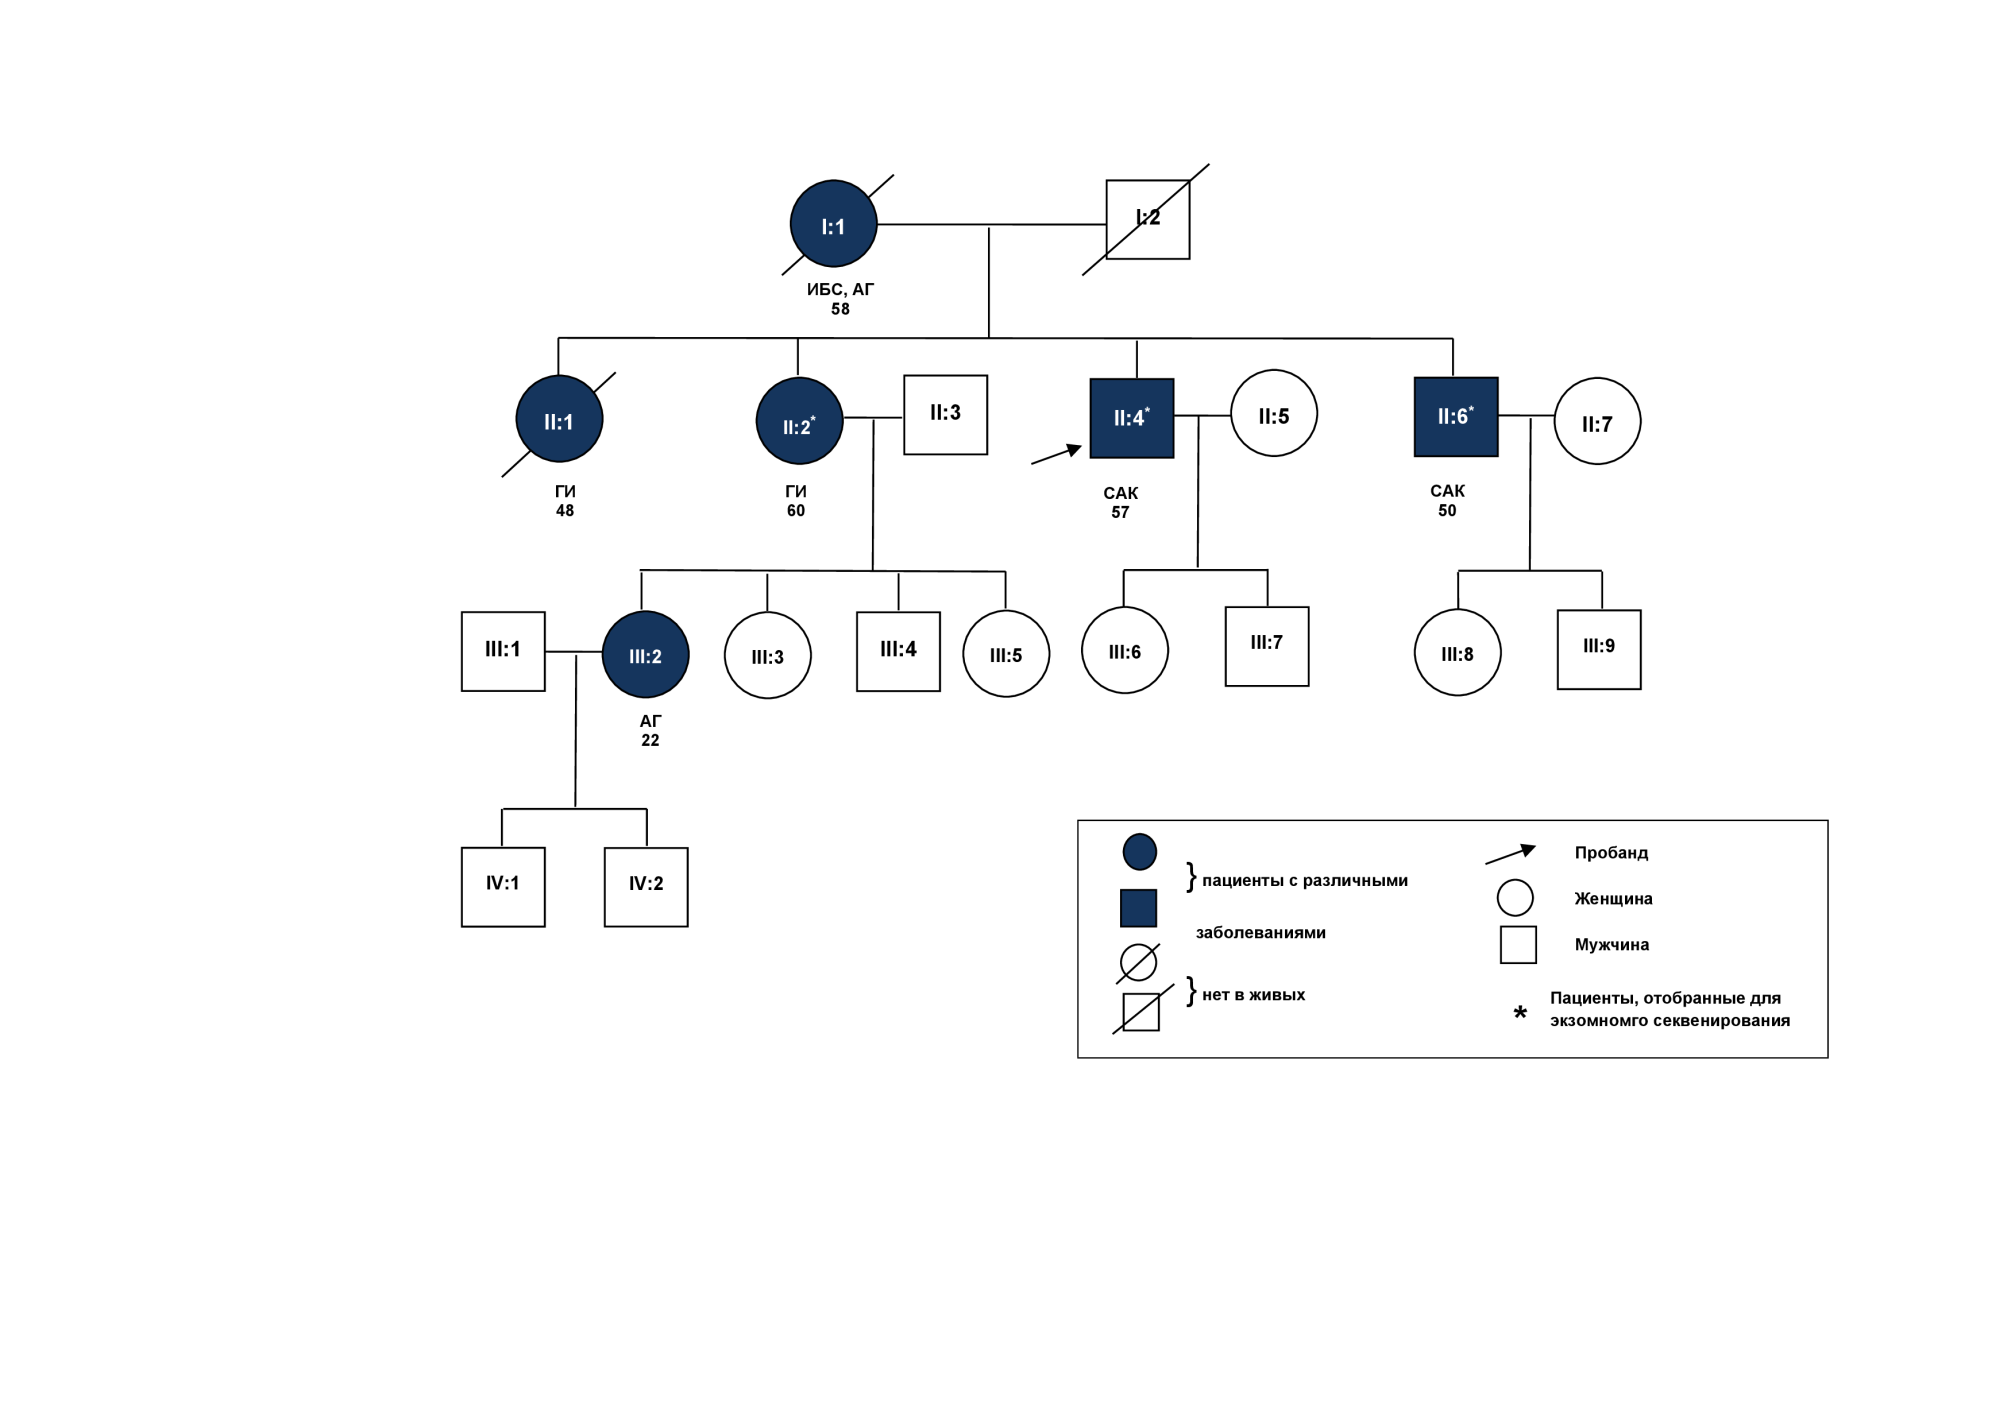 I:1
I:2
ИБС, АГ
58
II:1
II:2*
II:3
II:4*
II:5
II:6*
II:7
ГИ
48
ГИ
60
САК
57
САК
50
III:1
III:2
III:3
III:4
III:5
III:6
III:7
III:8
III:9
АГ
22
IV:1
IV:2
} пациенты с различными
заболеваниями
} нет в живых
Пробанд
Женщина
Мужчина
* Пациенты, отобранные для
экзомномго секвенирования